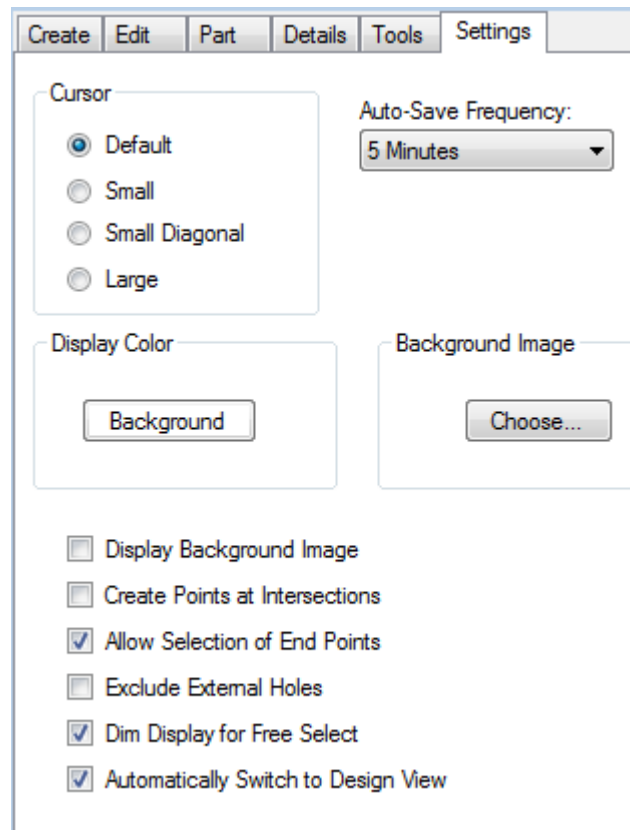 Create Edit Part Details Tools Settings
Cursor
Auto-Save Frequency:
Default
5 Minutes
Small
Small Diagonal
Large
Display Color
Background Image
Background
Choose...
Display Background Image
Create Points at Intersections
Allow Selection of End Points
Exclude External Holes
Dim Display for Free Select
Automatically Switch to Design View